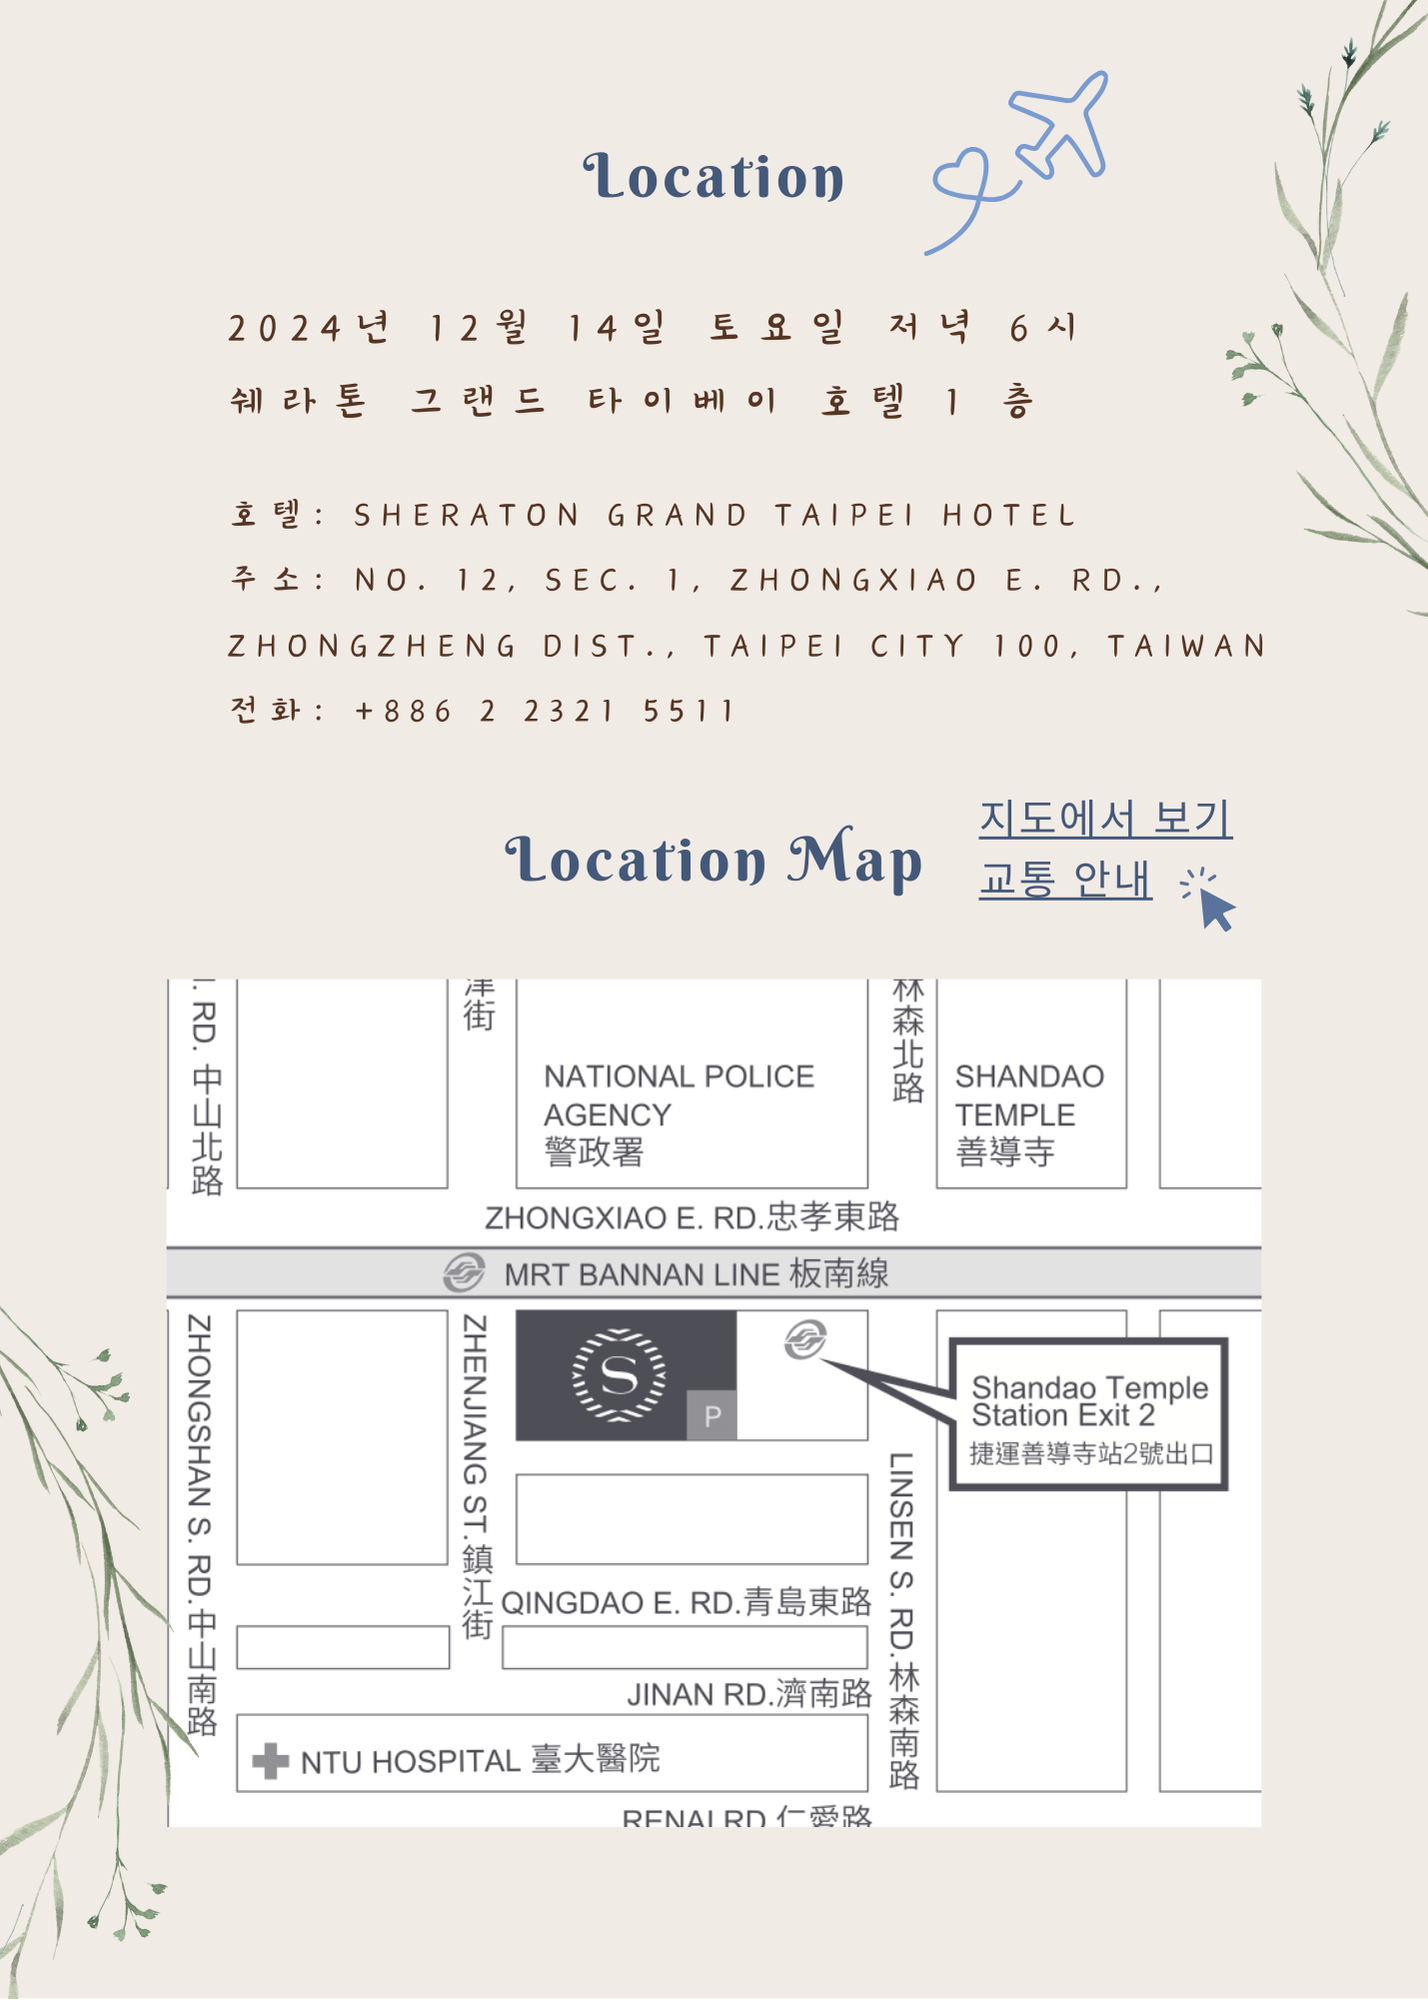 Location
2024년 12월 14일 토요일 저녁 6시
쉐라톤 그랜드 타이베이 호텔 1 층
호텔: SHERATON GRAND TAIPEI HOTEL
주소: NO. 12, SEC. 1, ZHONGXIAO E. RD.,
ZHONGZHENG DIST., TAIPEI CITY 100, TAIWAN
전화: +886 2 2321 5511
지도에서 보기
Location Map
교통 안내
RD. 中山北路
津街
林森北路
NATIONAL POLICE
AGENCY
警政署
SHANDAO
TEMPLE
善導寺
ZHONGXIAO E. RD.忠孝東路
MRT BANNAN LINE 板南線
ZHONGSHAN S. RD.中山南路
ZHENJIANG ST.鎮江街
S
P
Shandao Temple
Station Exit 2
捷運善導寺站2號出口
LINSEN S. RD.林森南路
QINGDAO E. RD.青島東路
JINAN RD.濟南路
NTU HOSPITAL 臺大醫院
RENAI RD.仁愛路